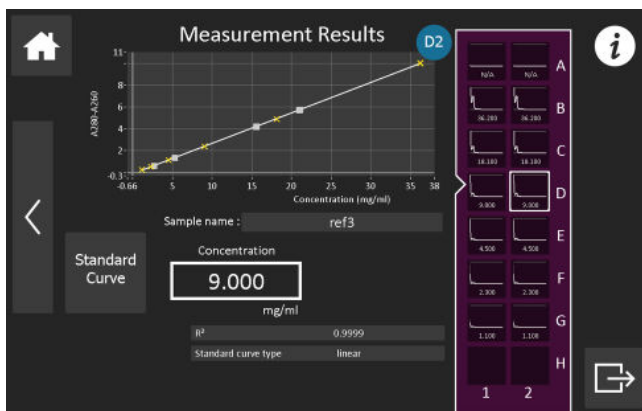 Measurement Results
D2
i
11
8
6
4
2
-0.3
A280-A260
-0.66 5 10 15 20 25 30 35 38
Concentration (mg/ml)
Sample name : ref3
Standard
Curve
Concentration
9.000
mg/ml
R² 0.9999
Standard curve type linear
N/A N/A A
36.200 36.200 B
18.180 18.180 C
9.000 9.000 D
4.500 4.500 E
2.300 2.300 F
1.100 1.100 G
H
1 2